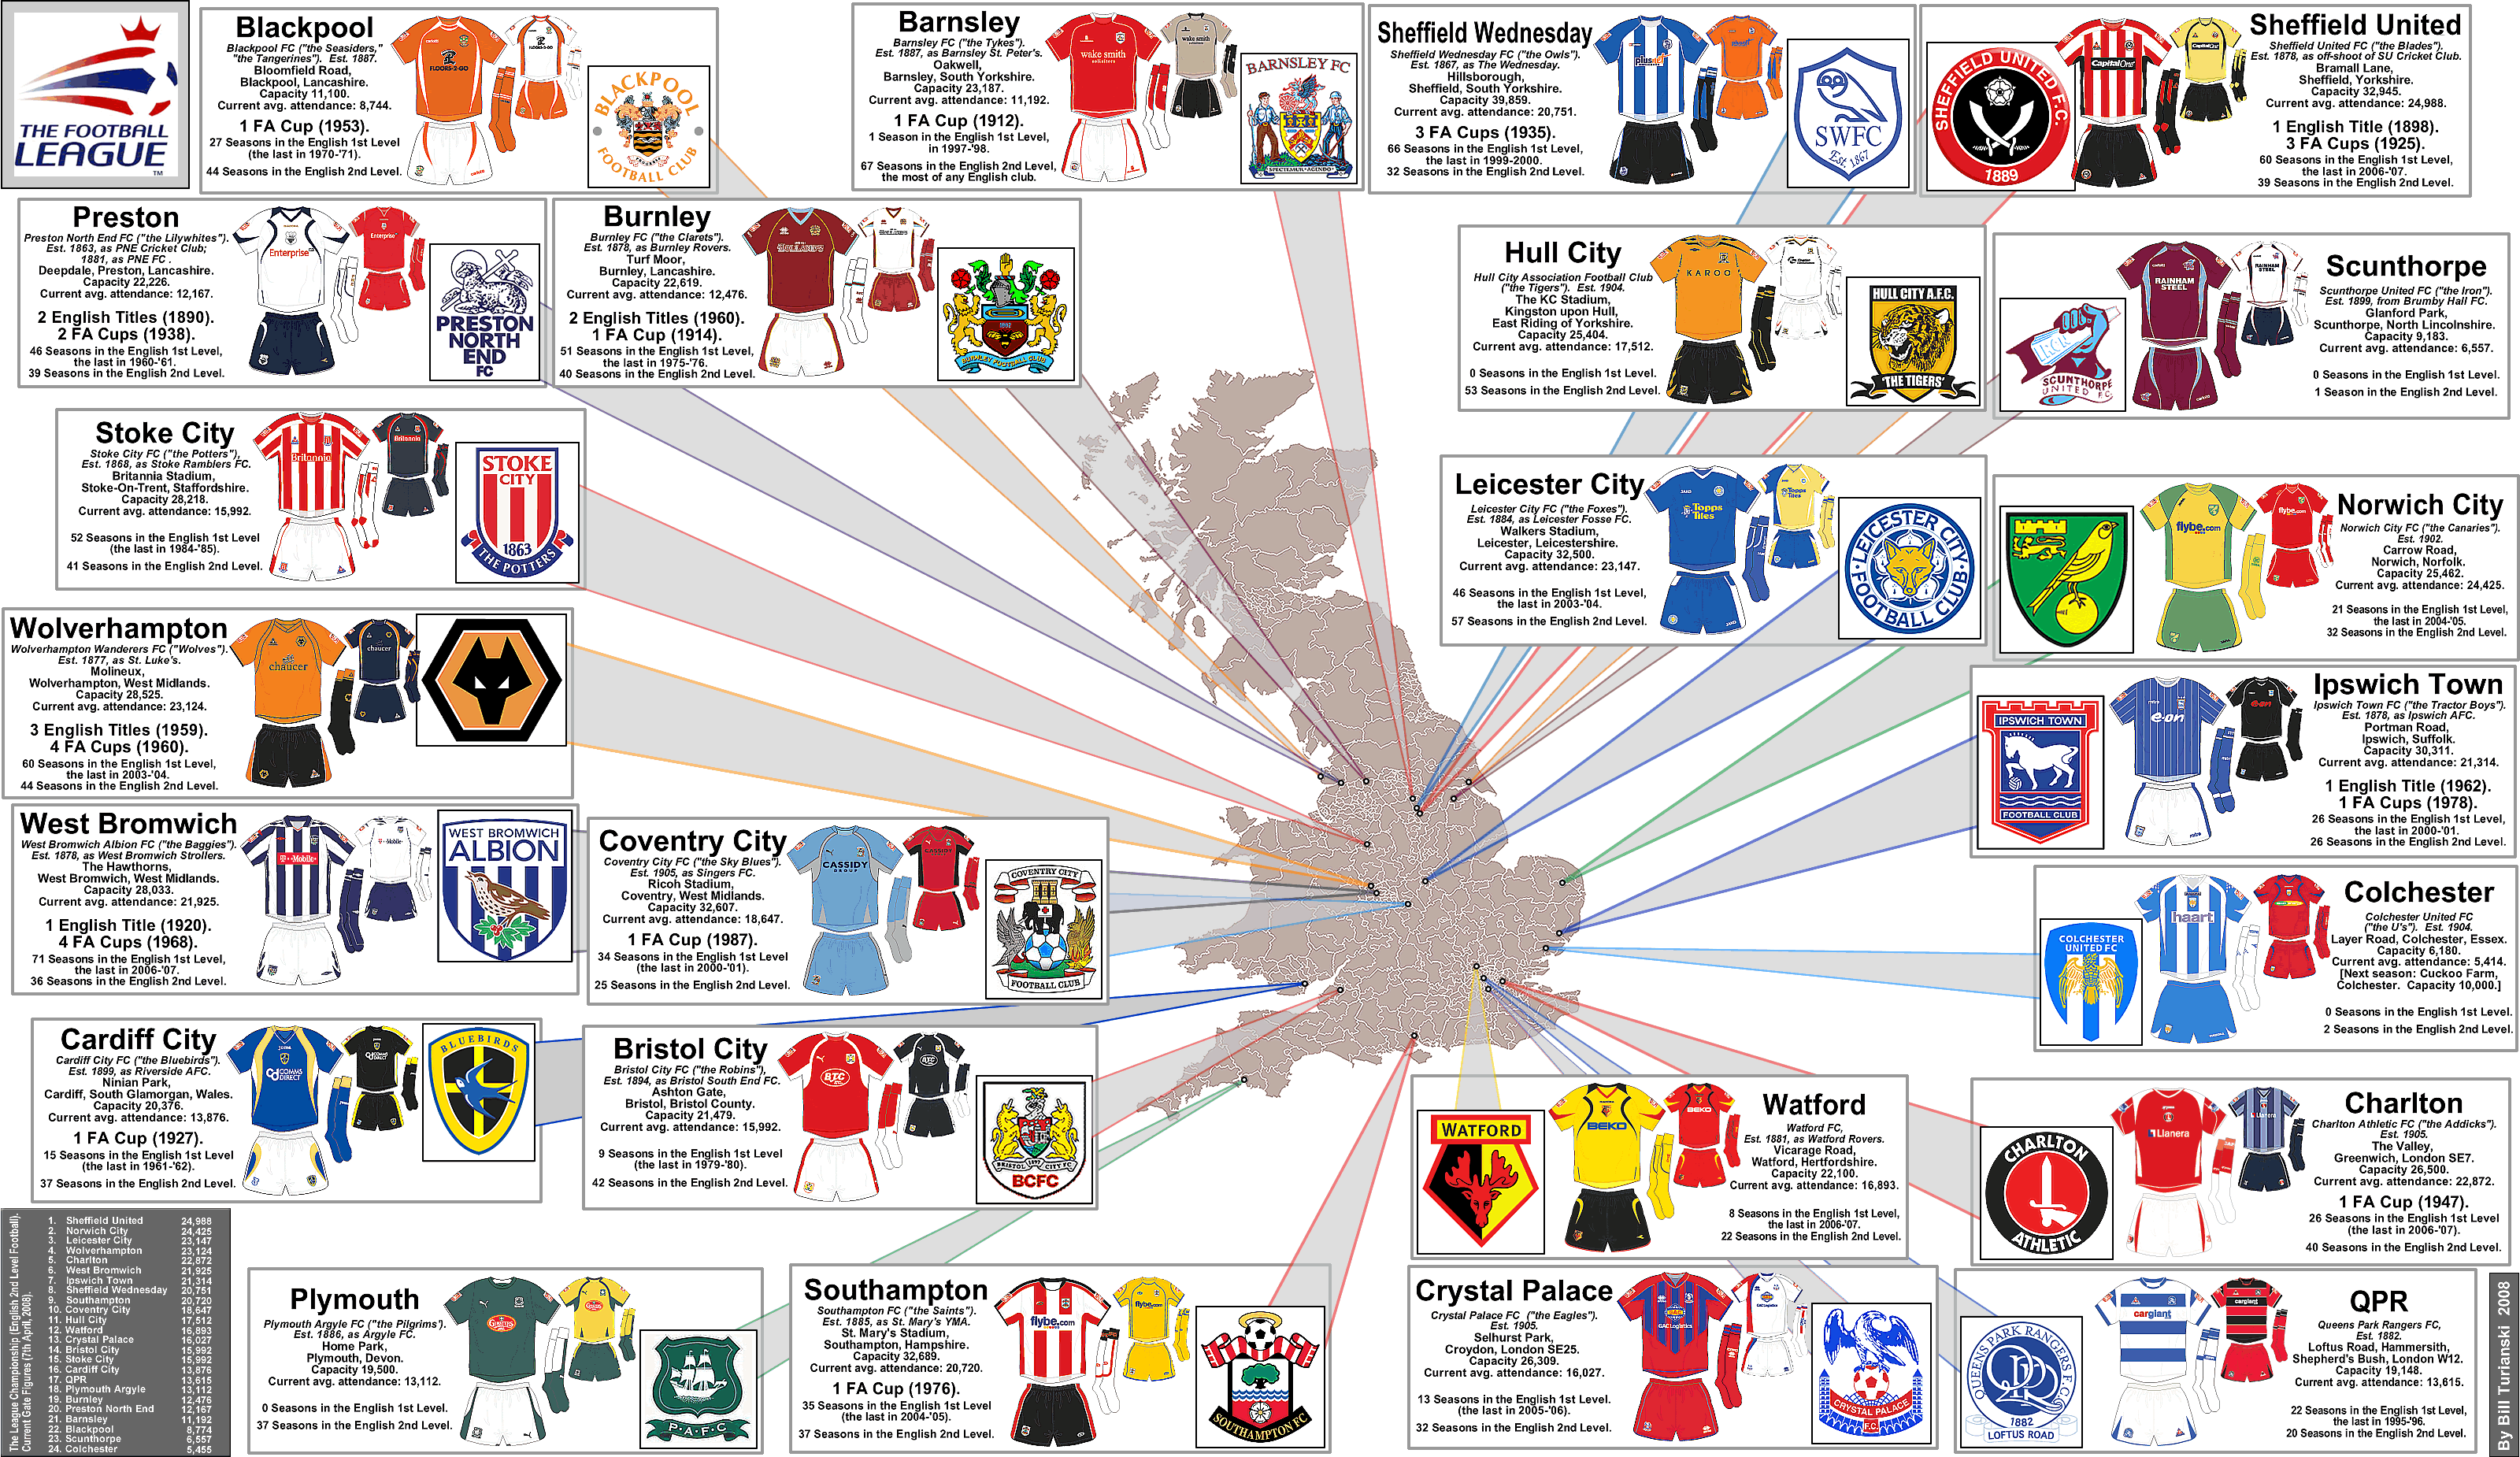 THE FOOTBALL
LEAGUE
TM
Blackpool
Blackpool FC ("the Seasiders,"
"the Tangerines"). Est. 1887.
Bloomfield Road,
Blackpool, Lancashire.
Capacity 11,100.
Current avg. attendance: 8,744.
1 FA Cup (1953).
27 Seasons in the English 1st Level
(the last in 1970-'71).
44 Seasons in the English 2nd Level.
FLOORS-2-GO
BLACKPOOL
FOOTBALL CLUB
Barnsley
Barnsley FC ("the Tykes").
Est. 1887, as Barnsley St. Peter's.
Oakwell,
Barnsley, South Yorkshire.
Capacity 23,187.
Current avg. attendance: 11,192.
1 FA Cup (1912).
1 Season in the English 1st Level,
in 1997-'98.
67 Seasons in the English 2nd Level,
the most of any English club.
wake smith
BARNSLEY FC
SPECTEMUR·AGENDO
Sheffield Wednesday
Sheffield Wednesday FC ("the Owls").
Est. 1867, as The Wednesday.
Hillsborough,
Sheffield, South Yorkshire.
Capacity 39,859.
Current avg. attendance: 20,751.
3 FA Cups (1935).
66 Seasons in the English 1st Level,
the last in 1999-2000.
32 Seasons in the English 2nd Level.
plusnet
SWFC
Est. 1867
Sheffield United
Sheffield United FC ("the Blades").
Est. 1878, as off-shoot of SU Cricket Club.
Bramall Lane,
Sheffield, Yorkshire.
Capacity 32,945.
Current avg. attendance: 24,988.
1 English Title (1898).
3 FA Cups (1925).
60 Seasons in the English 1st Level,
the last in 2006-'07.
39 Seasons in the English 2nd Level.
SHEFFIELD UNITED F.C.
1889
CapitalOne
Preston
Preston North End FC ("the Lilywhites").
Est. 1863, as PNE Cricket Club;
1881, as PNE FC .
Deepdale, Preston, Lancashire.
Capacity 22,226.
Current avg. attendance: 12,167.
2 English Titles (1890).
2 FA Cups (1938).
46 Seasons in the English 1st Level,
the last in 1960-'61.
39 Seasons in the English 2nd Level.
Enterprise
PRESTON
NORTH
END
FC
Burnley
Burnley FC ("the Clarets").
Est. 1878, as Burnley Rovers.
Turf Moor,
Burnley, Lancashire.
Capacity 22,619.
Current avg. attendance: 12,476.
2 English Titles (1960).
1 FA Cup (1914).
51 Seasons in the English 1st Level,
the last in 1975-'76.
40 Seasons in the English 2nd Level.
HOLLAND'S
BURNLEY FOOTBALL CLUB
Hull City
Hull City Association Football Club
("the Tigers"). Est. 1904.
The KC Stadium,
Kingston upon Hull,
East Riding of Yorkshire.
Capacity 25,404.
Current avg. attendance: 17,512.
0 Seasons in the English 1st Level.
53 Seasons in the English 2nd Level.
KAROO
HULL CITY A.F.C.
'THE TIGERS'
Scunthorpe
Scunthorpe United FC ("the Iron").
Est. 1899, from Brumby Hall FC.
Glanford Park,
Scunthorpe, North Lincolnshire.
Capacity 9,183.
Current avg. attendance: 6,557.
0 Seasons in the English 1st Level.
1 Season in the English 2nd Level.
IRON
SCUNTHORPE
UNITED F.C.
RAINHAM
STEEL
RAINHAM
STEEL
Stoke City
Stoke City FC ("the Potters"),
Est. 1868, as Stoke Ramblers FC.
Britannia Stadium,
Stoke-On-Trent, Staffordshire.
Capacity 28,218.
Current avg. attendance: 15,992.
52 Seasons in the English 1st Level
(the last in 1984-'85).
41 Seasons in the English 2nd Level.
Britannia
Britannia
STOKE
CITY
1863
THE POTTERS
Leicester City
Leicester City FC ("the Foxes").
Est. 1884, as Leicester Fosse FC.
Walkers Stadium,
Leicester, Leicestershire.
Capacity 32,500.
Current avg. attendance: 23,147.
46 Seasons in the English 1st Level,
the last in 2003-'04.
57 Seasons in the English 2nd Level.
Topps
Tiles
Topps
Tiles
LEICESTER CITY
FOOTBALL CLUB
Norwich City
Norwich City FC ("the Canaries").
Est. 1902.
Carrow Road,
Norwich, Norfolk.
Capacity 25,462.
Current avg. attendance: 24,425.
21 Seasons in the English 1st Level,
the last in 2004-'05.
32 Seasons in the English 2nd Level.
flybe.com
flybe.com
Wolverhampton
Wolverhampton Wanderers FC ("Wolves").
Est. 1877, as St. Luke's.
Molineux,
Wolverhampton, West Midlands.
Capacity 28,525.
Current avg. attendance: 23,124.
3 English Titles (1959).
4 FA Cups (1960).
60 Seasons in the English 1st Level,
the last in 2003-'04.
44 Seasons in the English 2nd Level.
chaucer
chaucer
Ipswich Town
Ipswich Town FC ("the Tractor Boys").
Est. 1878, as Ipswich AFC.
Portman Road,
Ipswich, Suffolk.
Capacity 30,311.
Current avg. attendance: 21,314.
1 English Title (1962).
1 FA Cups (1978).
26 Seasons in the English 1st Level,
the last in 2000-'01.
26 Seasons in the English 2nd Level.
IPSWICH TOWN
FOOTBALL CLUB
e·on
e·on
West Bromwich
West Bromwich Albion FC ("the Baggies").
Est. 1878, as West Bromwich Strollers.
The Hawthorns,
West Bromwich, West Midlands.
Capacity 28,033.
Current avg. attendance: 21,925.
1 English Title (1920).
4 FA Cups (1968).
71 Seasons in the English 1st Level,
the last in 2006-'07.
36 Seasons in the English 2nd Level.
T··Mobile·
T··Mobile·
WEST BROMWICH
ALBION
Coventry City
Coventry City FC ("the Sky Blues").
Est. 1905, as Singers FC.
Ricoh Stadium,
Coventry, West Midlands.
Capacity 32,607.
Current avg. attendance: 18,647.
1 FA Cup (1987).
34 Seasons in the English 1st Level
(the last in 2000-'01).
25 Seasons in the English 2nd Level.
CASSIDY
GROUP
CASSIDY
COVENTRY CITY
FOOTBALL CLUB
Colchester
Colchester United FC
("the U's"). Est. 1904.
Layer Road, Colchester, Essex.
Capacity 6,180.
Current avg. attendance: 5,414.
[Next season: Cuckoo Farm,
Colchester. Capacity 10,000.]
0 Seasons in the English 1st Level.
2 Seasons in the English 2nd Level.
COLCHESTER
UNITED FC
haart
Cardiff City
Cardiff City FC ("the Bluebirds").
Est. 1899, as Riverside AFC.
Ninian Park,
Cardiff, South Glamorgan, Wales.
Capacity 20,376.
Current avg. attendance: 13,876.
1 FA Cup (1927).
15 Seasons in the English 1st Level
(the last in 1961-'62).
37 Seasons in the English 2nd Level.
COMMS
DIRECT
COMMS
DIRECT
BLUEBIRDS
Bristol City
Bristol City FC ("the Robins"),
Est. 1894, as Bristol South End FC.
Ashton Gate,
Bristol, Bristol County.
Capacity 21,479.
Current avg. attendance: 15,992.
9 Seasons in the English 1st Level
(the last in 1979-'80).
42 Seasons in the English 2nd Level.
BTC
BTC
BRISTOL 1897 CITY FC
BCFC
Watford
Watford FC,
Est. 1881, as Watford Rovers.
Vicarage Road,
Watford, Hertfordshire.
Capacity 22,100.
Current avg. attendance: 16,893.
8 Seasons in the English 1st Level,
the last in 2006-'07.
22 Seasons in the English 2nd Level.
WATFORD
BEKO
BEKO
Charlton
Charlton Athletic FC ("the Addicks").
Est. 1905.
The Valley,
Greenwich, London SE7.
Capacity 26,500.
Current avg. attendance: 22,872.
1 FA Cup (1947).
26 Seasons in the English 1st Level
(the last in 2006-'07).
40 Seasons in the English 2nd Level.
CHARLTON
ATHLETIC
Llanera
Llanera
The League Championship (English 2nd Level Football).
Current Gate Figures (7th April, 2008).
1. Sheffield United 24,988
2. Norwich City 24,425
3. Leicester City 23,147
4. Wolverhampton 23,124
5. Charlton 22,872
6. West Bromwich 21,925
7. Ipswich Town 21,314
8. Sheffield Wednesday 20,751
9. Southampton 20,720
10. Coventry City 18,647
11. Hull City 17,512
12. Watford 16,893
13. Crystal Palace 16,027
14. Bristol City 15,992
15. Stoke City 15,992
16. Cardiff City 13,876
17. QPR 13,615
18. Plymouth Argyle 13,112
19. Burnley 12,476
20. Preston North End 12,167
21. Barnsley 11,192
22. Blackpool 8,774
23. Scunthorpe 6,557
24. Colchester 5,455
Plymouth
Plymouth Argyle FC ("the Pilgrims').
Est. 1886, as Argyle FC.
Home Park,
Plymouth, Devon.
Capacity 19,500.
Current avg. attendance: 13,112.
0 Seasons in the English 1st Level.
37 Seasons in the English 2nd Level.
Ginsters
Ginsters
P·A·F·C
Southampton
Southampton FC ("the Saints").
Est. 1885, as St. Mary's YMA.
St. Mary's Stadium,
Southampton, Hampshire.
Capacity 32,689.
Current avg. attendance: 20,720.
1 FA Cup (1976).
35 Seasons in the English 1st Level
(the last in 2004-'05).
37 Seasons in the English 2nd Level.
flybe.com
flybe.com
SOUTHAMPTON FC
Crystal Palace
Crystal Palace FC ("the Eagles").
Est. 1905.
Selhurst Park,
Croydon, London SE25.
Capacity 26,309.
Current avg. attendance: 16,027.
13 Seasons in the English 1st Level.
(the last in 2005-'06).
32 Seasons in the English 2nd Level.
GAC Logistics
GAC Logistics
CRYSTAL PALACE
F.C.
QPR
Queens Park Rangers FC,
Est. 1882.
Loftus Road, Hammersith,
Shepherd's Bush, London W12.
Capacity 19,148.
Current avg. attendance: 13,615.
22 Seasons in the English 1st Level,
the last in 1995-'96.
20 Seasons in the English 2nd Level.
QUEENS PARK RANGERS F.C.
1882
LOFTUS ROAD
cargiant
cargiant
By Bill Turianski 2008